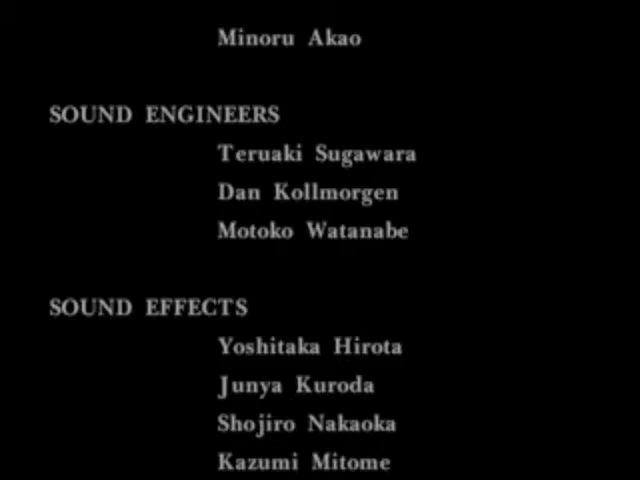 Minoru Akao
SOUND ENGINEERS
Teruaki Sugawara
Dan Kollmorgen
Motoko Watanabe
SOUND EFFECTS
Yoshitaka Hirota
Junya Kuroda
Shojiro Nakaoka
Kazumi Mitome